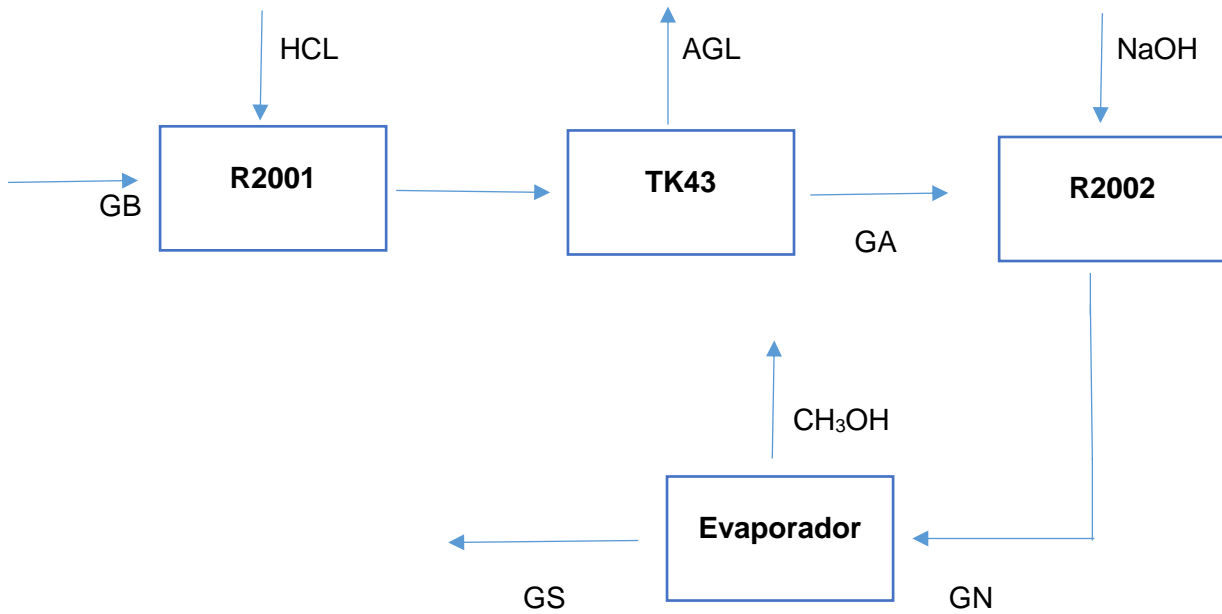 HCL
AGL
NaOH
R2001
TK43
R2002
GB
GA
CH₃OH
Evaporador
GS
GN